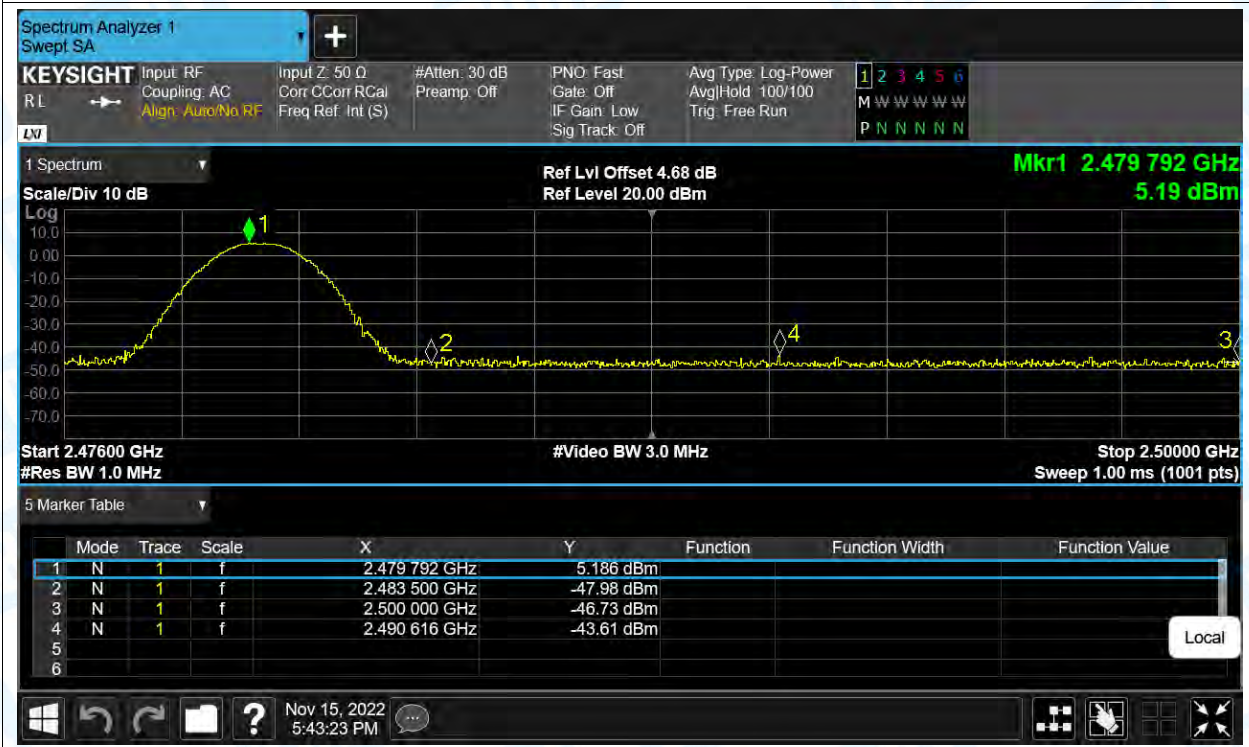 Spectrum Analyzer 1
Swept SA
+
KEYSIGHT Input: RF Input Z: 50 Ω #Atten: 30 dB PNO: Fast Avg Type: Log-Power 1 2 3 4 5 6
R L Coupling: AC Corr CCorr RCal Preamp: Off Gate: Off Avg|Hold: 100/100 M W W W W W
Align: Auto/No RF Freq Ref: Int (S) IF Gain: Low Trig: Free Run
LXI Sig Track: Off P N N N N N
1 Spectrum Ref Lvl Offset 4.68 dB Mkr1 2.479 792 GHz
Scale/Div 10 dB Ref Level 20.00 dBm 5.19 dBm
Log
10.0
0.00
-10.0
-20.0
-30.0
-40.0
-50.0
-60.0
-70.0
1
2
4
3
Start 2.47600 GHz #Video BW 3.0 MHz Stop 2.50000 GHz
#Res BW 1.0 MHz Sweep 1.00 ms (1001 pts)
5 Marker Table
Mode Trace Scale X Y Function Function Width Function Value
1 N 1 f 2.479 792 GHz 5.186 dBm
2 N 1 f 2.483 500 GHz -47.98 dBm
3 N 1 f 2.500 000 GHz -46.73 dBm
4 N 1 f 2.490 616 GHz -43.61 dBm
5
6
Local
? Nov 15, 2022
5:43:23 PM